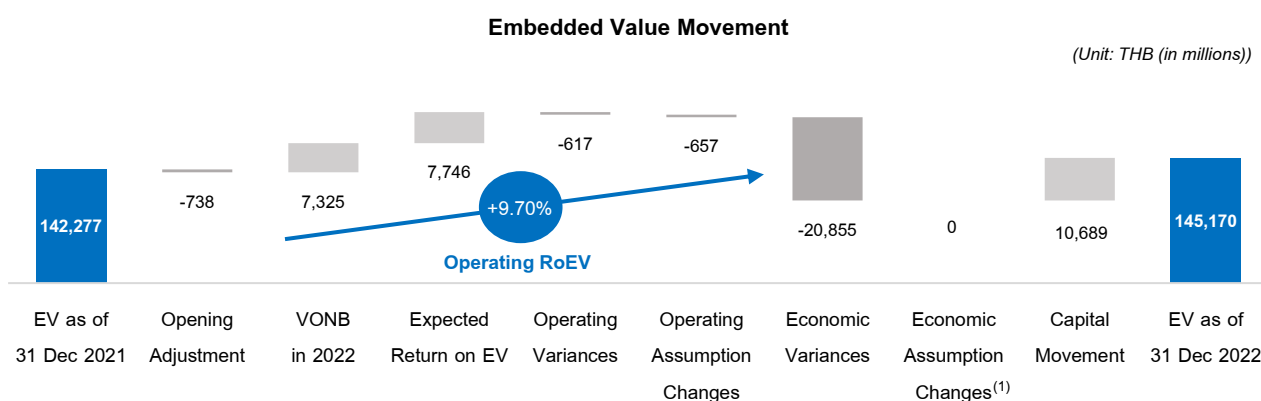 Embedded Value Movement
(Unit: THB (in millions))
142,277
-738
7,325
7,746
-617
-657
-20,855
0
10,689
145,170
+9.70%
Operating RoEV
EV as of
31 Dec 2021
Opening
Adjustment
VONB
in 2022
Expected
Return on EV
Operating
Variances
Operating
Assumption
Changes
Economic
Variances
Economic
Assumption
Changes(1)
Capital
Movement
EV as of
31 Dec 2022